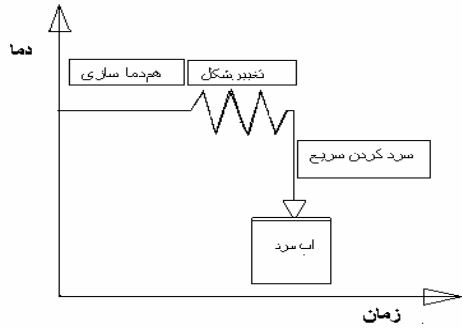 دما
هم‌دما سازی
تغییرشکل
سرد کردن سریع
اب سرد
زمان